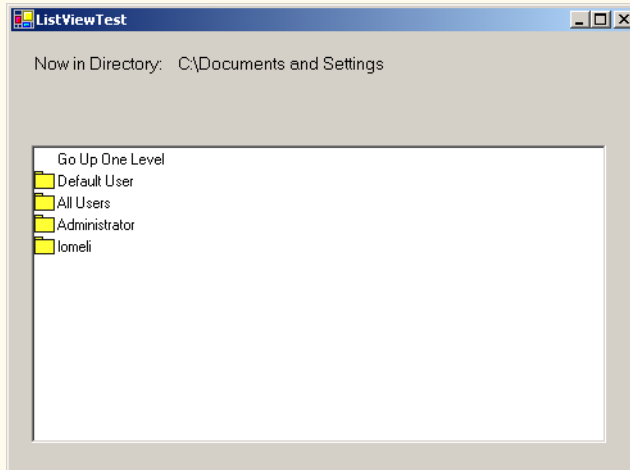 ListViewTest
Now in Directory: C:\Documents and Settings
Go Up One Level
Default User
All Users
Administrator
lomeli